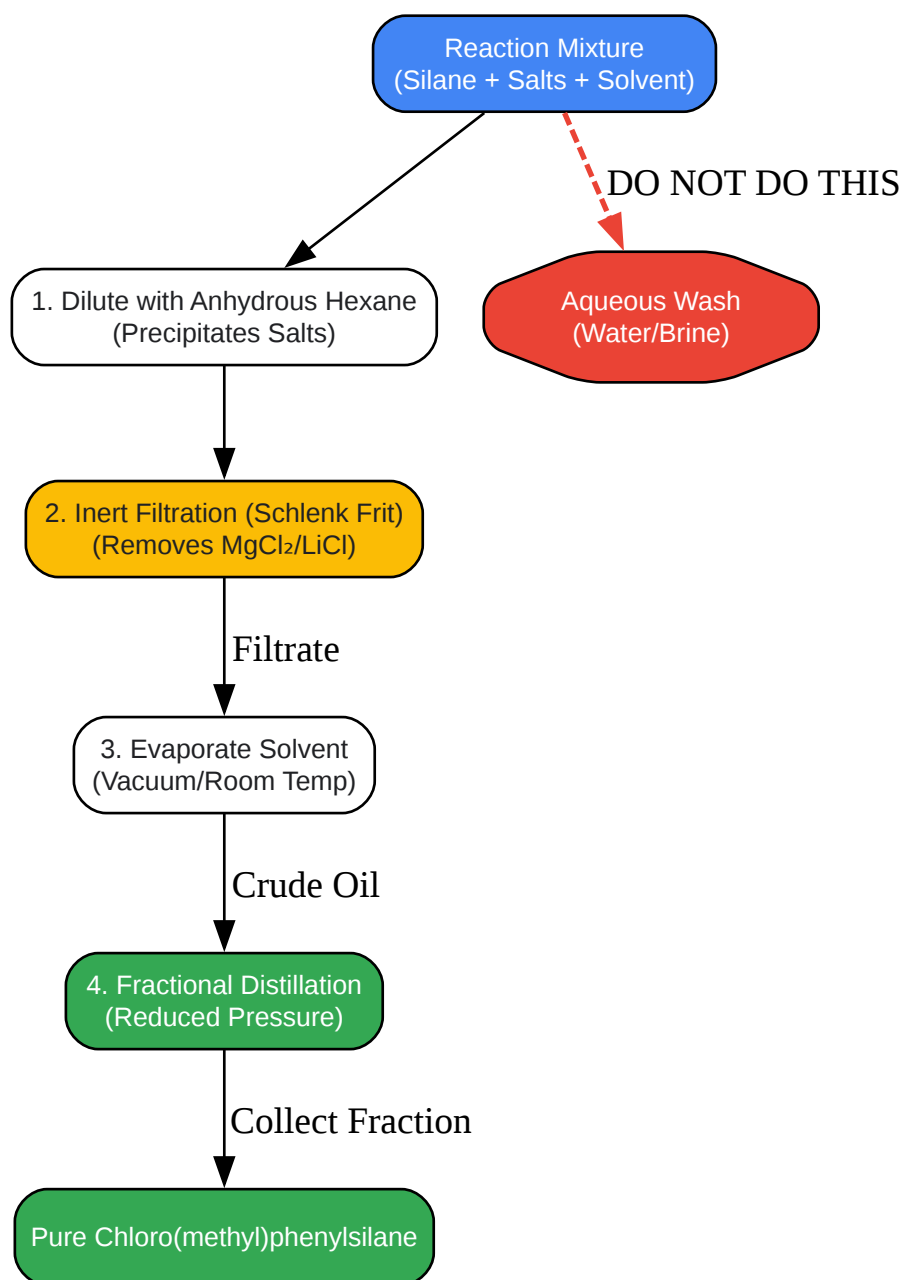 Reaction Mixture
(Silane + Salts + Solvent)
DO NOT DO THIS
1. Dilute with Anhydrous Hexane
(Precipitates Salts)
Aqueous Wash
(Water/Brine)
2. Inert Filtration (Schlenk Frit)
(Removes MgCl₂/LiCl)
Filtrate
3. Evaporate Solvent
(Vacuum/Room Temp)
Crude Oil
4. Fractional Distillation
(Reduced Pressure)
Collect Fraction
Pure Chloro(methyl)phenylsilane